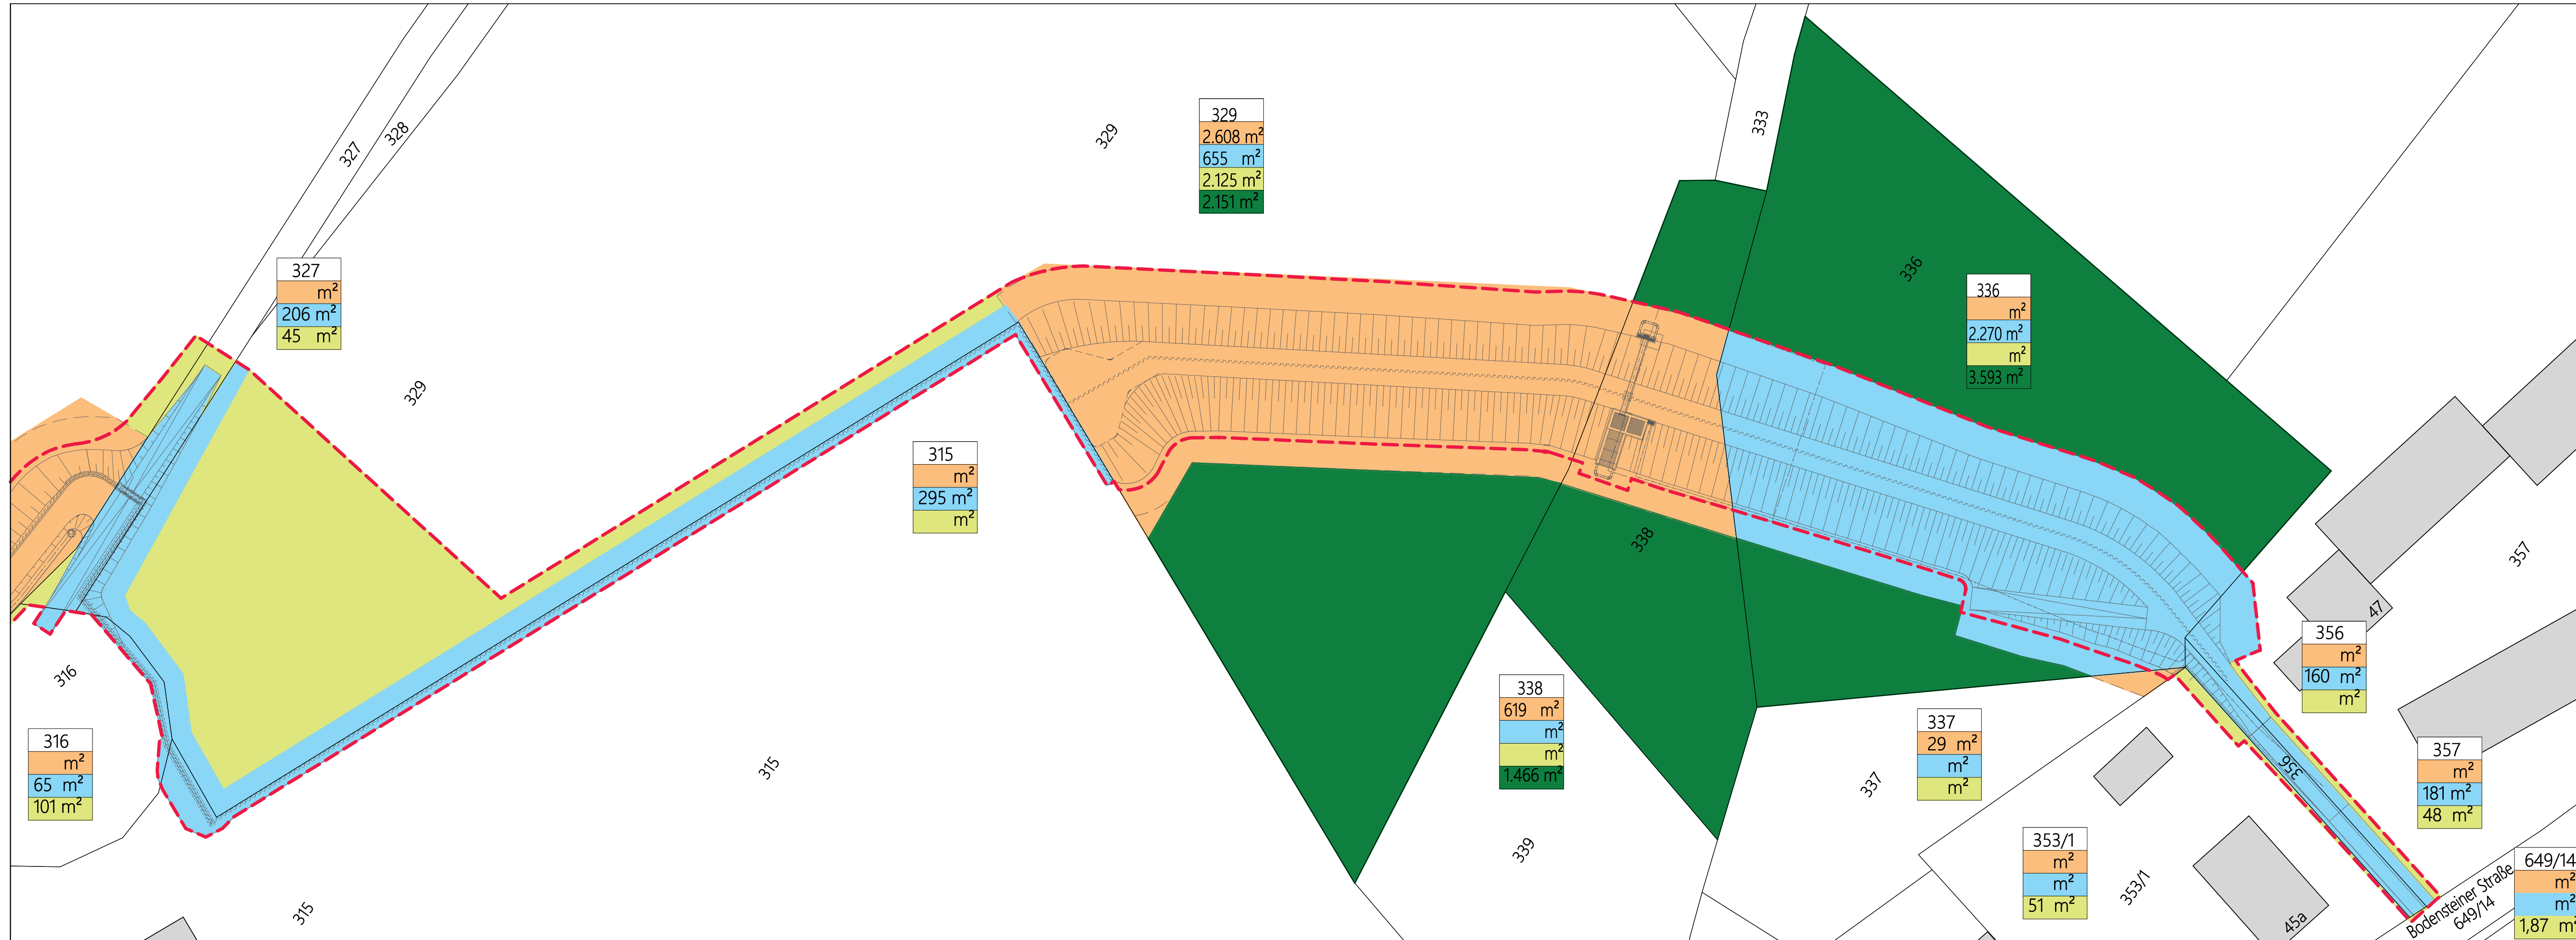 327
328
329
333
329
2.608 m²
655 m²
2.125 m²
2.151 m²
327
m²
206 m²
45 m²
329
336
336
m²
2.270 m²
m²
3.593 m²
315
m²
295 m²
m²
338
357
47
316
316
m²
65 m²
101 m²
315
315
338
619 m²
m²
m²
1.466 m²
339
337
337
29 m²
m²
m²
356
m²
160 m²
m²
356
357
m²
181 m²
48 m²
353/1
m²
m²
51 m²
353/1
45a
Bodensteiner Straße
649/14
649/14
m²
m²
1,87 m²